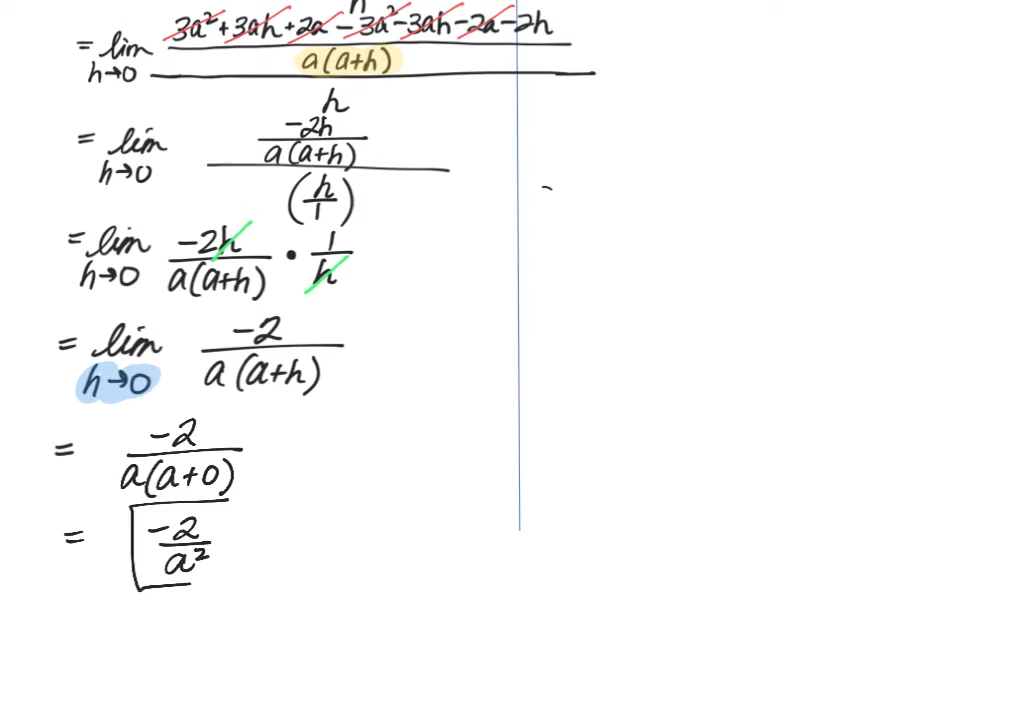 h
= lim 3a² + 3ah + 2a - 3a² - 3ah - 2a - 2h
h→0 a(a+h)
h
= lim -2h
h→0 a(a+h)
(h/1)
= lim -2h/a(a+h) • 1/h
h→0
= lim -2
h→0 a(a+h)
= -2
a(a+0)
= -2
a²